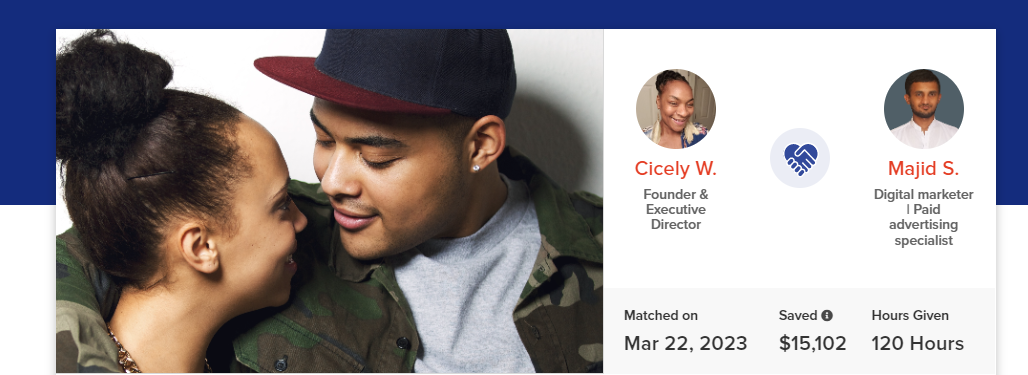 Cicely W.
Founder &
Executive
Director
Majid S.
Digital marketer
| Paid
advertising
specialist
Matched on
Mar 22, 2023
Saved
$15,102
Hours Given
120 Hours